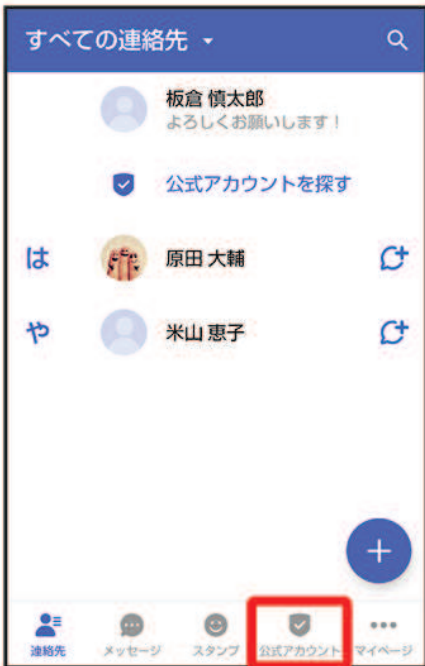 すべての連絡先
板倉 慎太郎
よろしくお願いします！
公式アカウントを探す
は
原田 大輔
や
米山 恵子
連絡先 メッセージ スタンプ 公式アカウント マイページ